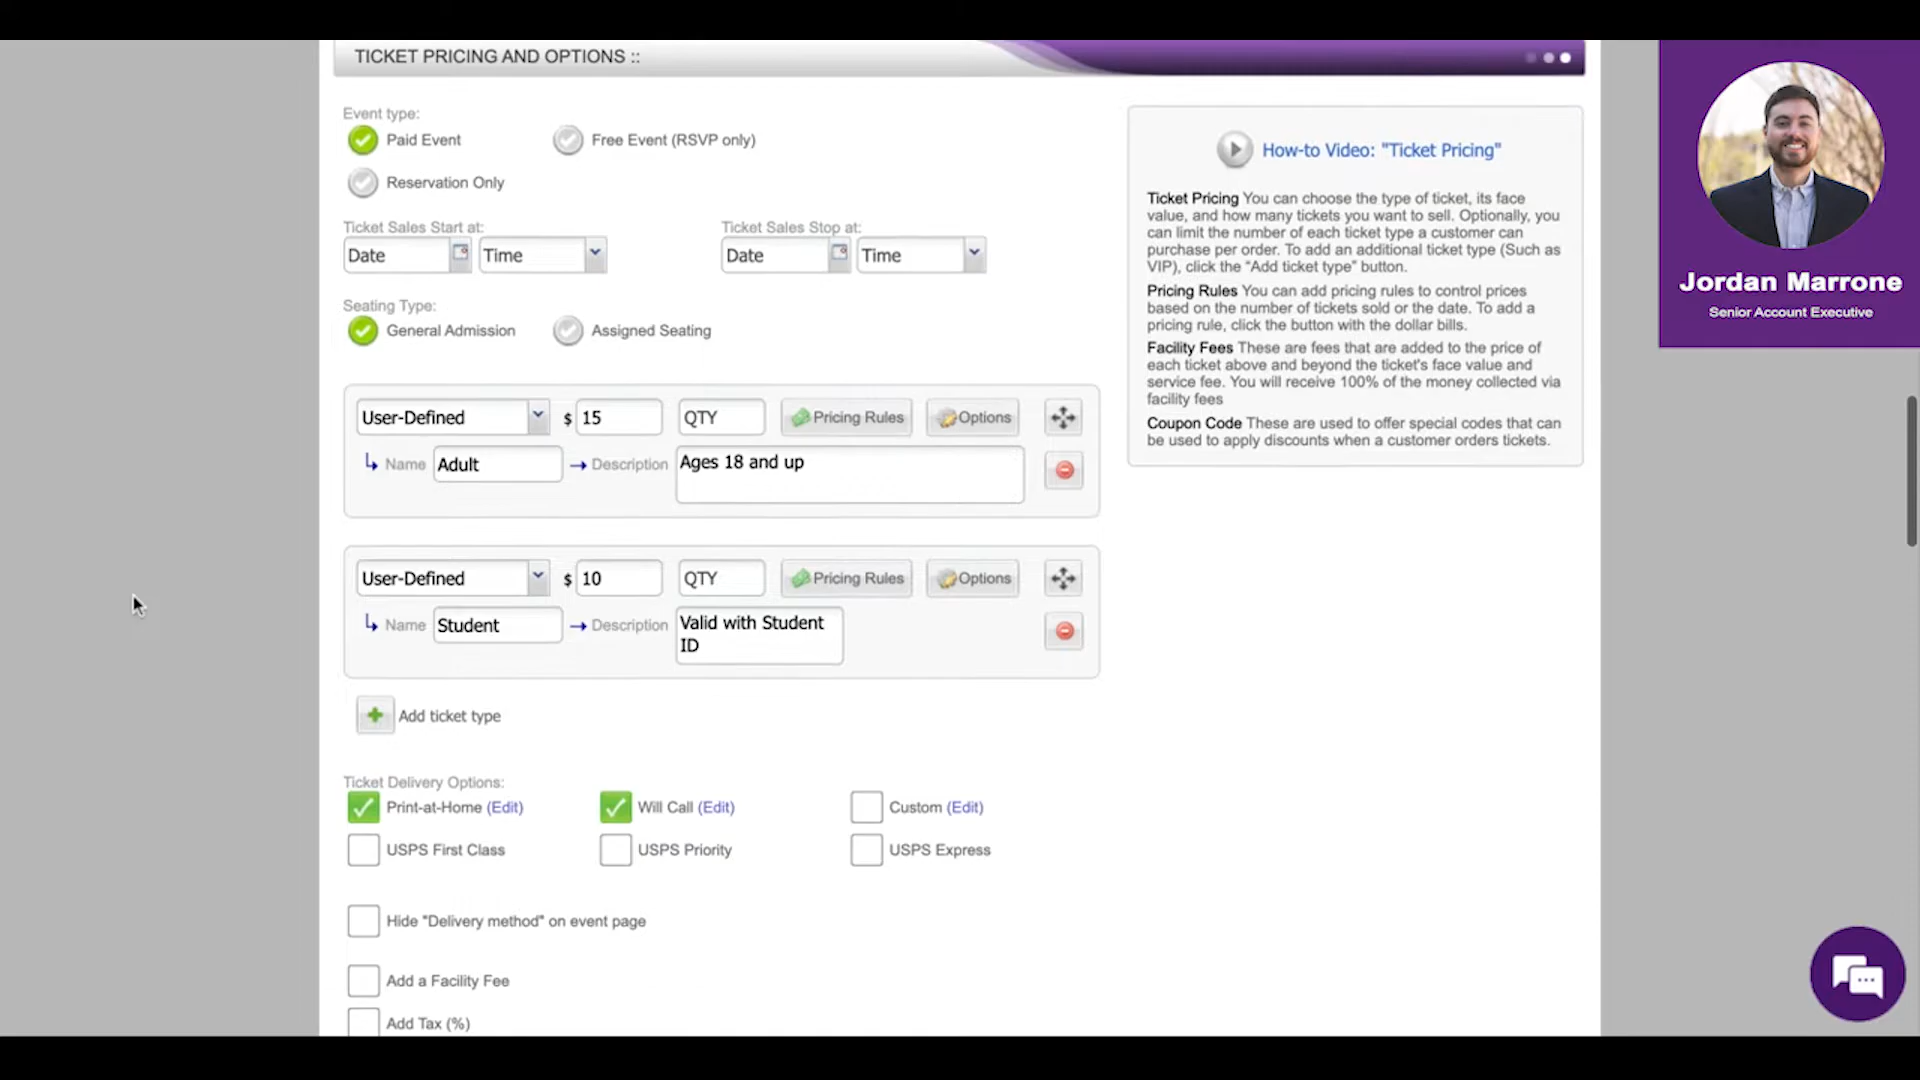 TICKET PRICING AND OPTIONS ::
Event type:
Paid Event
Free Event (RSVP only)
Reservation Only
Ticket Sales Start at:
Ticket Sales Stop at:
Date
Time
Date
Time
Seating Type:
General Admission
Assigned Seating
User-Defined
$ 15
QTY
Pricing Rules
Options
Name
Adult
Description
Ages 18 and up
User-Defined
$ 10
QTY
Pricing Rules
Options
Name
Student
Description
Valid with Student
ID
Add ticket type
Ticket Delivery Options:
Print-at-Home (Edit)
Will Call (Edit)
Custom (Edit)
USPS First Class
USPS Priority
USPS Express
Hide "Delivery method" on event page
Add a Facility Fee
Add Tax (%)
How-to Video: "Ticket Pricing"
Ticket Pricing You can choose the type of ticket, its face
value, and how many tickets you want to sell. Optionally, you
can limit the number of each ticket type a customer can
purchase per order. To add an additional ticket type (Such as
VIP), click the “Add ticket type” button.
Pricing Rules You can add pricing rules to control prices
based on the number of tickets sold or the date. To add a
pricing rule, click the button with the dollar bills.
Facility Fees These are fees that are added to the price of
each ticket above and beyond the ticket's face value and
service fee. You will receive 100% of the money collected via
facility fees
Coupon Code These are used to offer special codes that can
be used to apply discounts when a customer orders tickets.
Jordan Marrone
Senior Account Executive